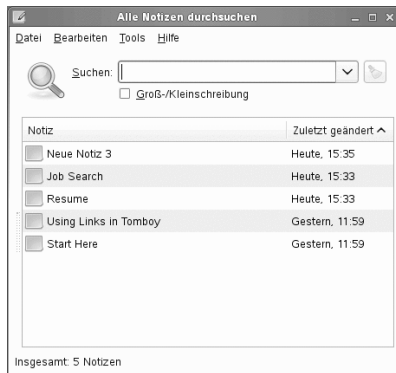 Alle Notizen durchsuchen
Datei Bearbeiten Tools Hilfe
Suchen:
Groß-/Kleinschreibung
Notiz Zuletzt geändert
Neue Notiz 3 Heute, 15:35
Job Search Heute, 15:33
Resume Heute, 15:33
Using Links in Tomboy Gestern, 11:59
Start Here Gestern, 11:59
Insgesamt: 5 Notizen